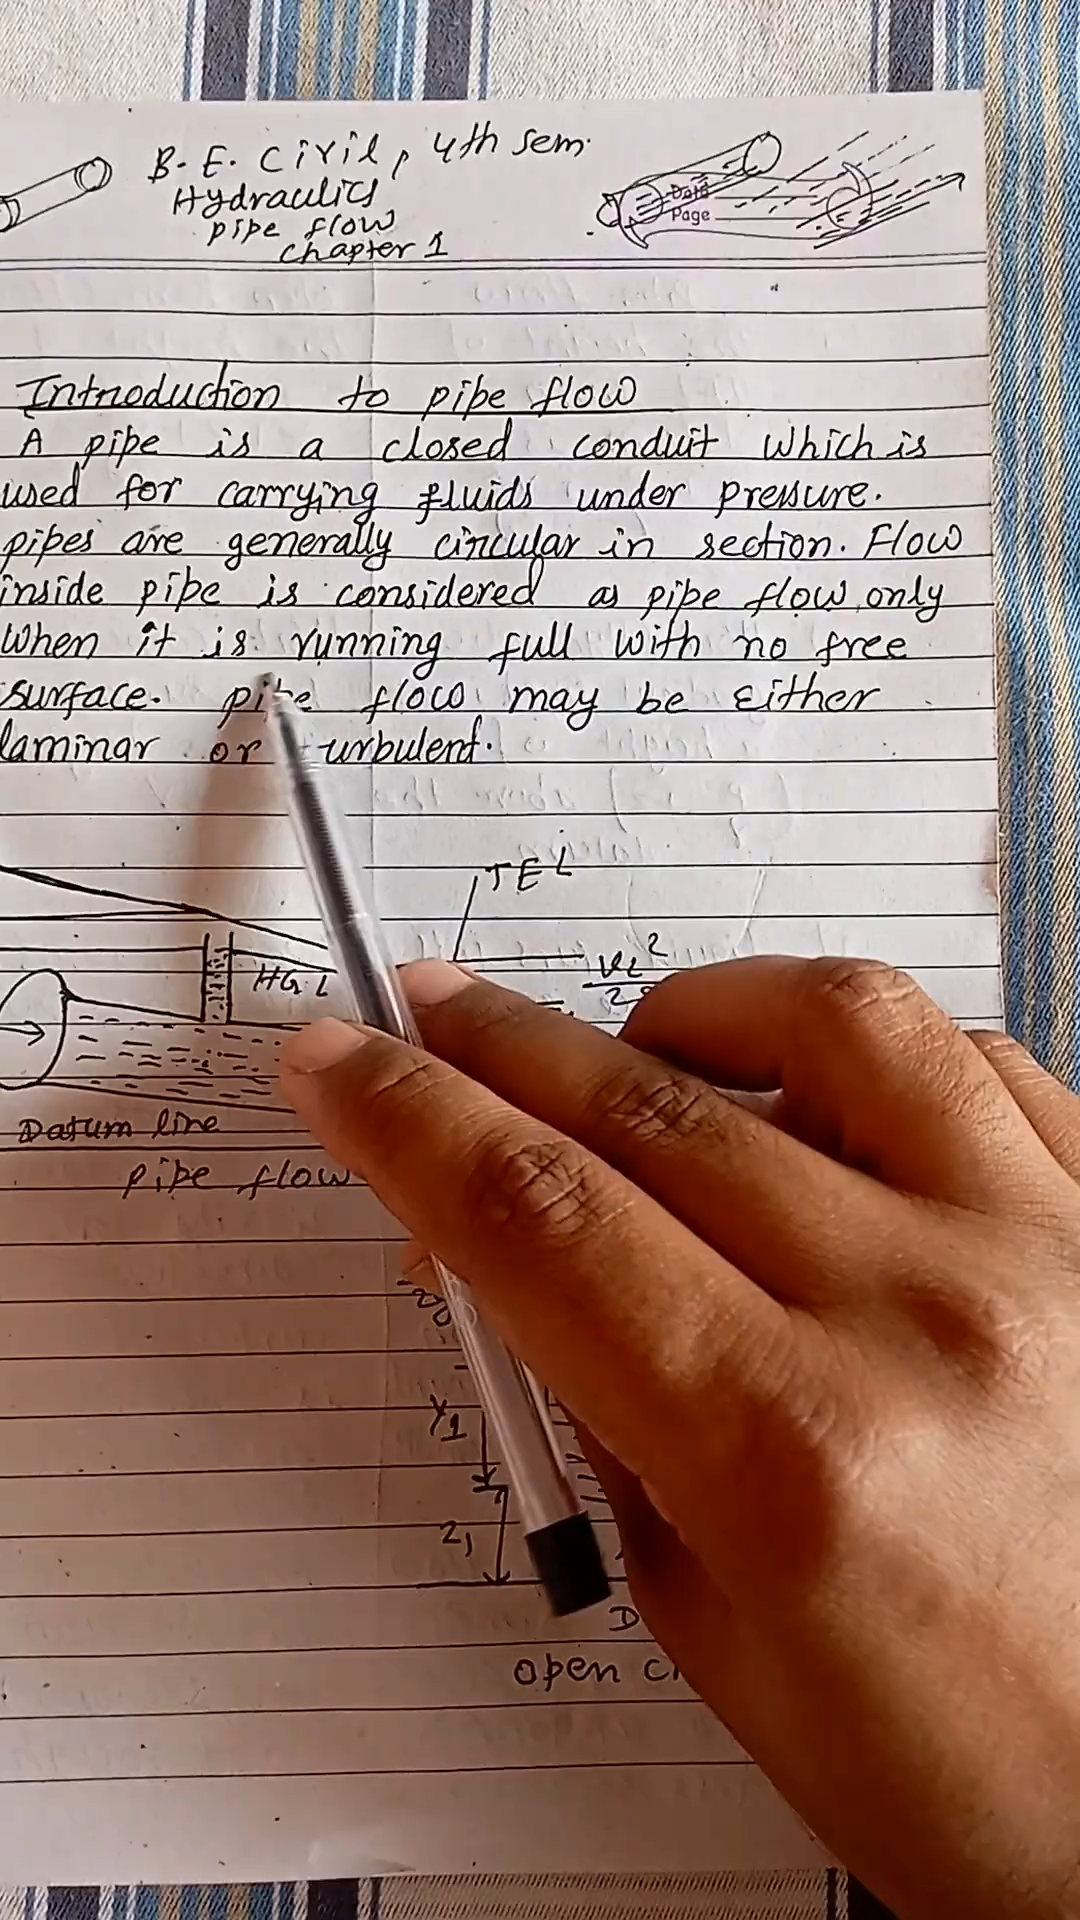 B.E. Civil, 4th sem.
Hydraulics
pipe flow
chapter 1
Date
Page
Introduction to pipe flow
A pipe is a closed conduit which is
used for carrying fluids under pressure.
pipes are generally circular in section. Flow
inside pipe is considered as pipe flow only
when it is running full with no free
surface. pipe flow may be either
laminar or turbulent.
TEL
HG.L
Datum line
pipe flow
Y1
Z1
open